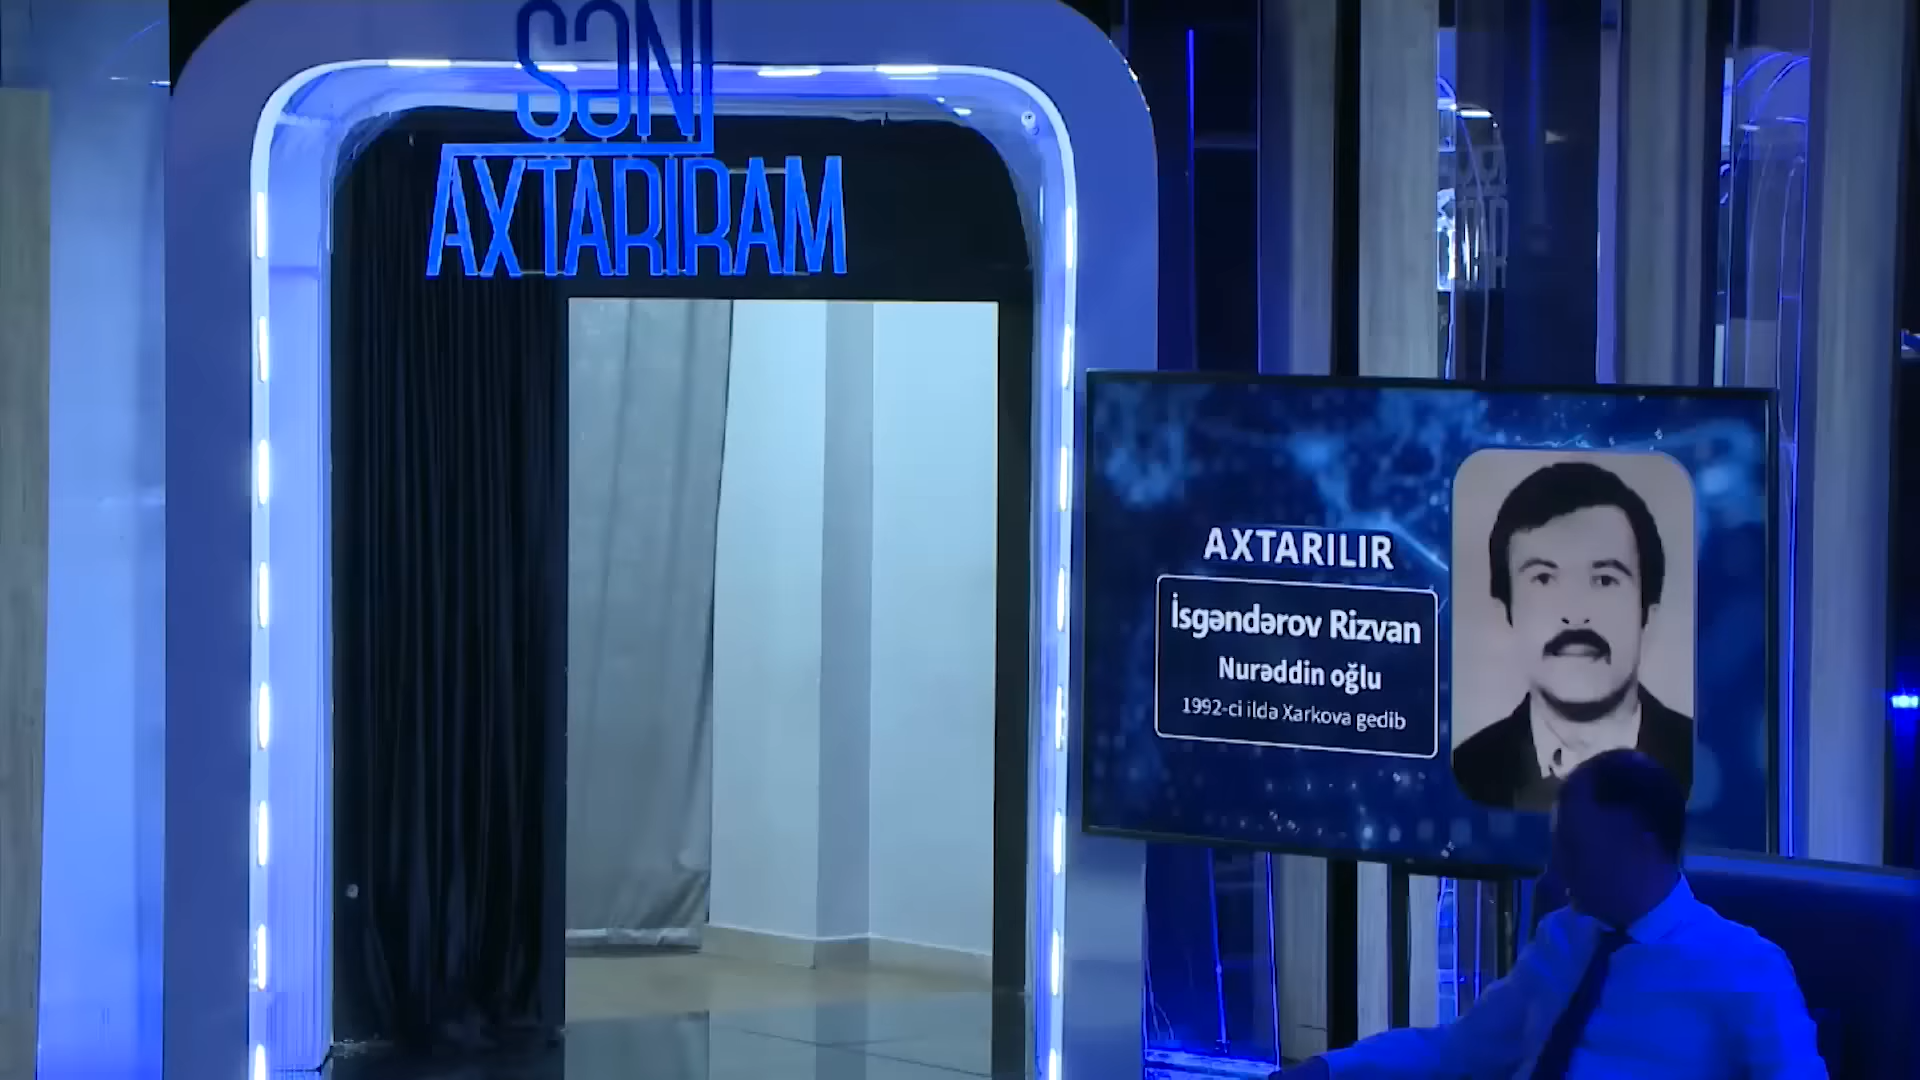 SƏNİ
AXTARIRAM
AXTARILIR
İsgəndərov Rizvan
Nurəddin oğlu
1992-ci ildə Xarkova gedib